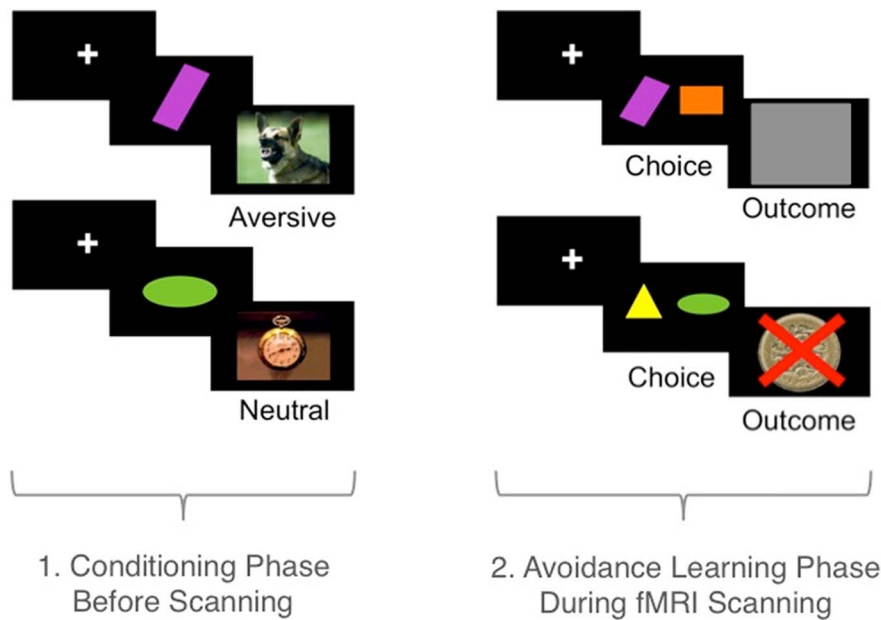 Aversive
Neutral
1. Conditioning Phase
Before Scanning
Choice
Outcome
Choice
Outcome
2. Avoidance Learning Phase
During fMRI Scanning